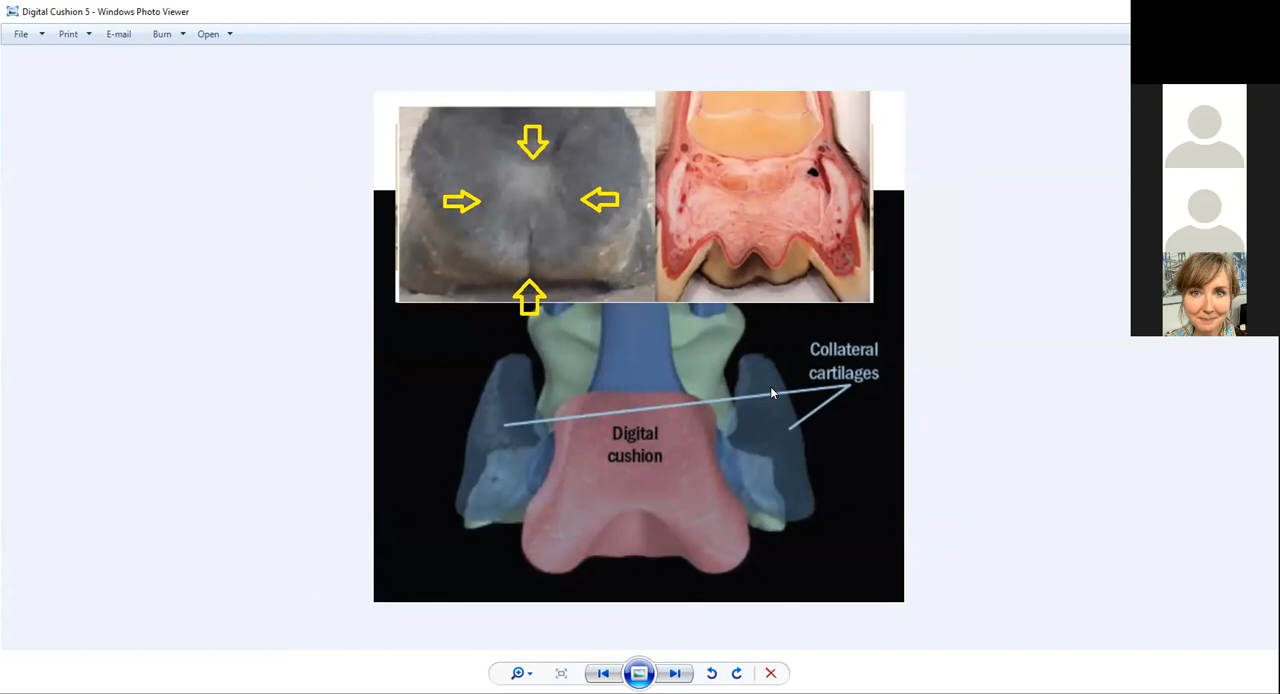 Digital Cushion 5 - Windows Photo Viewer
File Print E-mail Burn Open
Collateral
cartilages
Digital
cushion